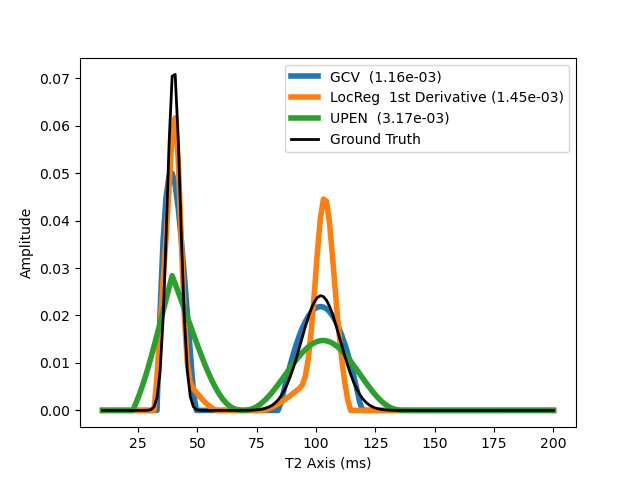 GCV  (1.16e-03)
LocReg  1st Derivative (1.45e-03)
UPEN  (3.17e-03)
Ground Truth
0.07
0.06
0.05
0.04
0.03
0.02
0.01
0.00
Amplitude
25 50 75 100 125 150 175 200
T2 Axis (ms)